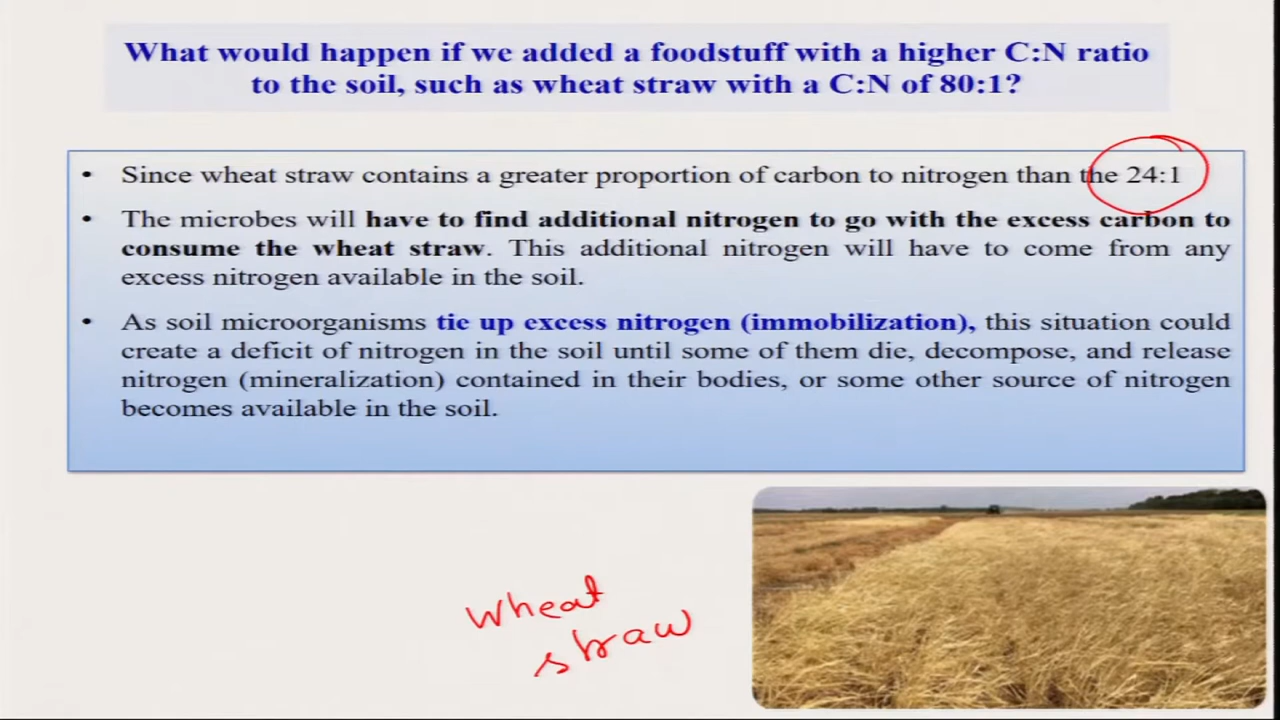 What would happen if we added a foodstuff with a higher C:N ratio
to the soil, such as wheat straw with a C:N of 80:1?
• Since wheat straw contains a greater proportion of carbon to nitrogen than the 24:1
• The microbes will have to find additional nitrogen to go with the excess carbon to
consume the wheat straw. This additional nitrogen will have to come from any
excess nitrogen available in the soil.
• As soil microorganisms tie up excess nitrogen (immobilization), this situation could
create a deficit of nitrogen in the soil until some of them die, decompose, and release
nitrogen (mineralization) contained in their bodies, or some other source of nitrogen
becomes available in the soil.
wheat
straw